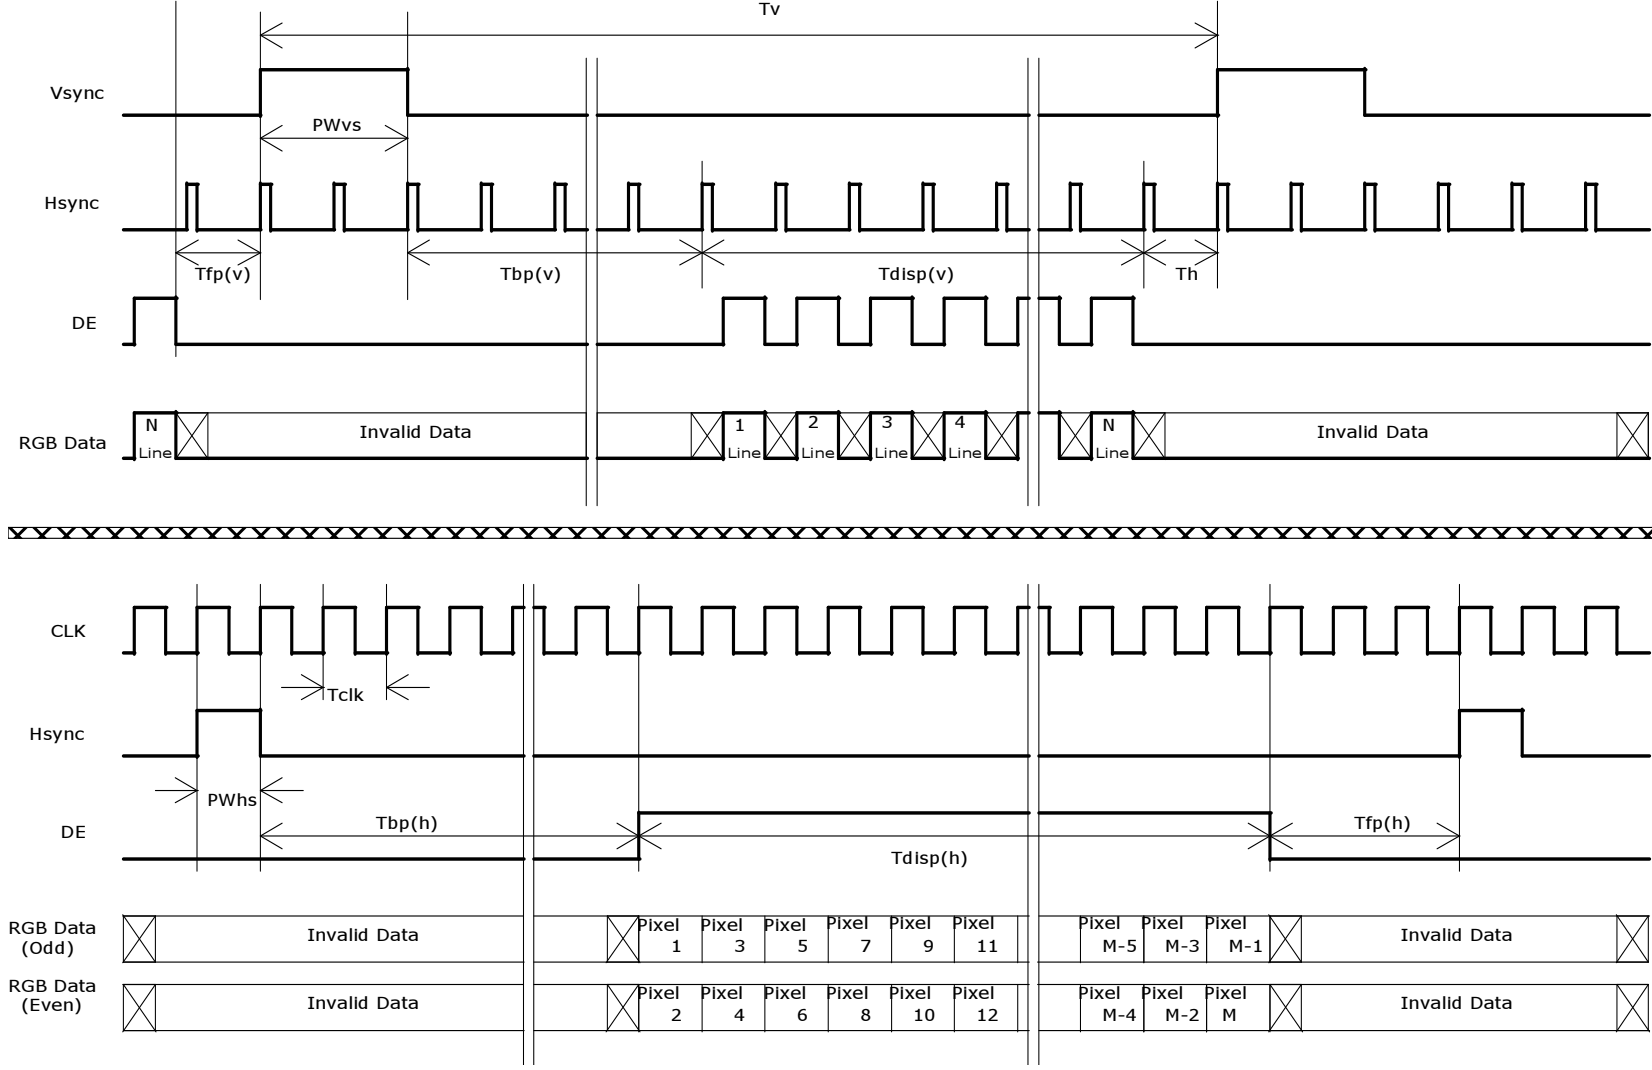 Tv
Vsync
PWvs
Hsync
Tfp(v) Tbp(v) Tdisp(v) Th
DE
RGB Data
N Line
Invalid Data
1 Line
2 Line
3 Line
4 Line
N Line
Invalid Data
CLK
Tclk
Hsync
PWhs
DE
Tbp(h)
Tdisp(h)
Tfp(h)
RGB Data
(Odd)
Invalid Data
Pixel 1
Pixel 3
Pixel 5
Pixel 7
Pixel 9
Pixel 11
Pixel M-5
Pixel M-3
Pixel M-1
Invalid Data
RGB Data
(Even)
Invalid Data
Pixel 2
Pixel 4
Pixel 6
Pixel 8
Pixel 10
Pixel 12
Pixel M-4
Pixel M-2
Pixel M
Invalid Data